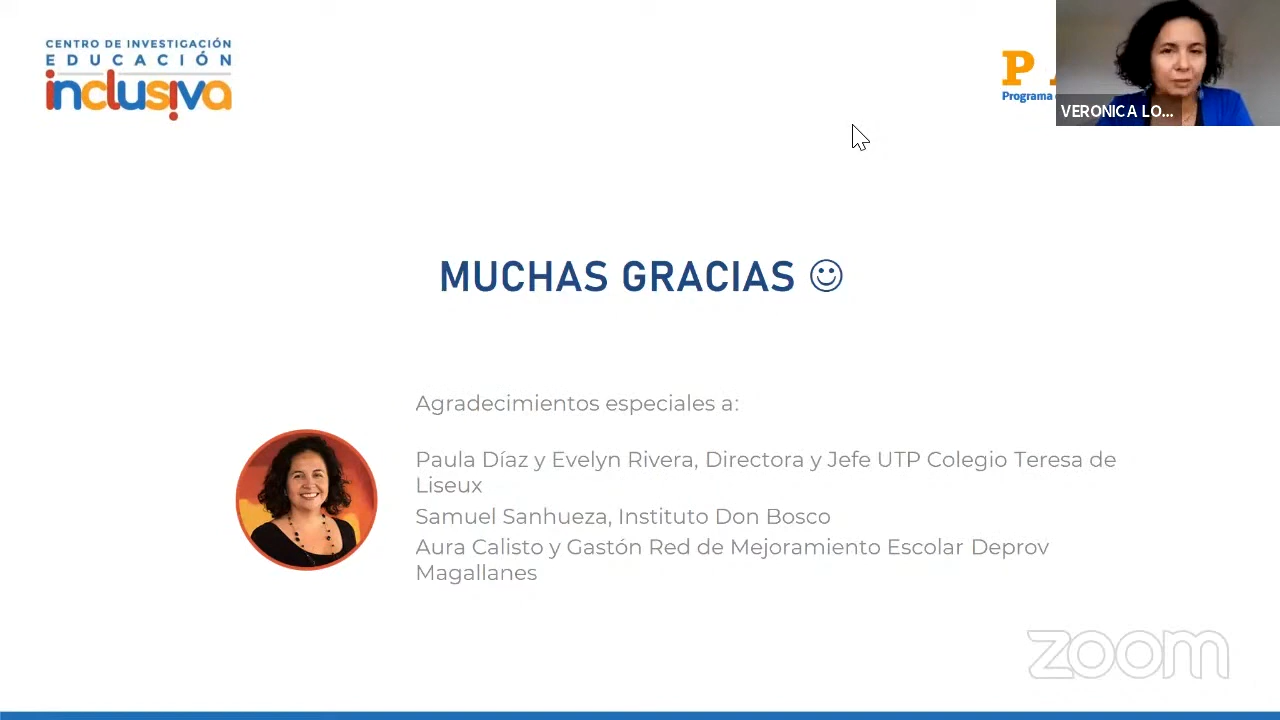 CENTRO DE INVESTIGACIÓN
EDUCACIÓN
inclusiva
P
Programa
VERONICA LO...
MUCHAS GRACIAS ☺
Agradecimientos especiales a:
Paula Díaz y Evelyn Rivera, Directora y Jefe UTP Colegio Teresa de
Liseux
Samuel Sanhueza, Instituto Don Bosco
Aura Calisto y Gastón Red de Mejoramiento Escolar Deprov
Magallanes
zoom